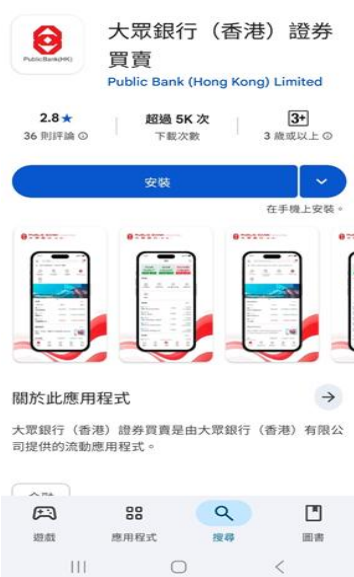 PublicBank(HK)
大眾銀行（香港）證券
買賣
Public Bank (Hong Kong) Limited
2.8★
超過 5K 次
3+
36 則評論
下載次數
3 歲或以上
安裝
在手機上安裝。
關於此應用程式
大眾銀行（香港）證券買賣是由大眾銀行（香港）有限公
司提供的流動應用程式。
遊戲
應用程式
搜尋
圖書